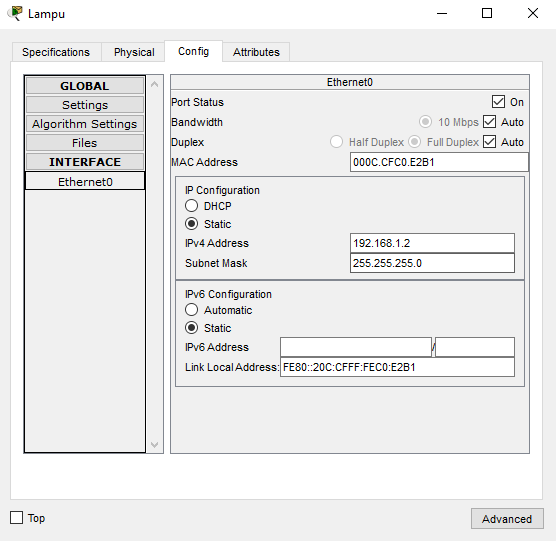 Lampu
Specifications Physical Config Attributes
GLOBAL
Settings
Algorithm Settings
Files
INTERFACE
Ethernet0
Ethernet0
Port Status On
Bandwidth 10 Mbps Auto
Duplex Half Duplex Full Duplex Auto
MAC Address 000C.CFC0.E2B1
IP Configuration
DHCP
Static
IPv4 Address 192.168.1.2
Subnet Mask 255.255.255.0
IPv6 Configuration
Automatic
Static
IPv6 Address /
Link Local Address: FE80::20C:CFFF:FEC0:E2B1
Top Advanced